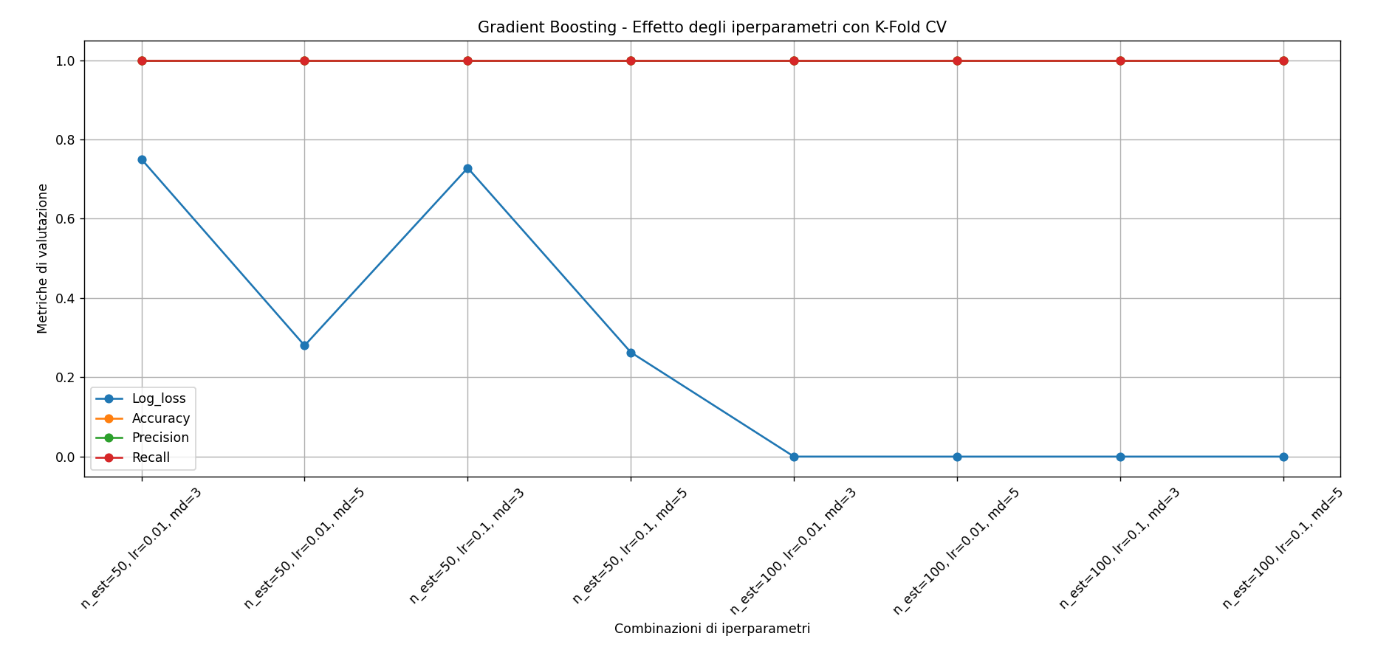 Gradient Boosting - Effetto degli iperparametri con K-Fold CV
Metriche di valutazione
1.0
0.8
0.6
0.4
0.2
0.0
Log_loss
Accuracy
Precision
Recall
n_est=50, lr=0.01, md=3
n_est=50, lr=0.01, md=5
n_est=50, lr=0.1, md=3
n_est=50, lr=0.1, md=5
n_est=100, lr=0.01, md=3
n_est=100, lr=0.01, md=5
n_est=100, lr=0.1, md=3
n_est=100, lr=0.1, md=5
Combinazioni di iperparametri